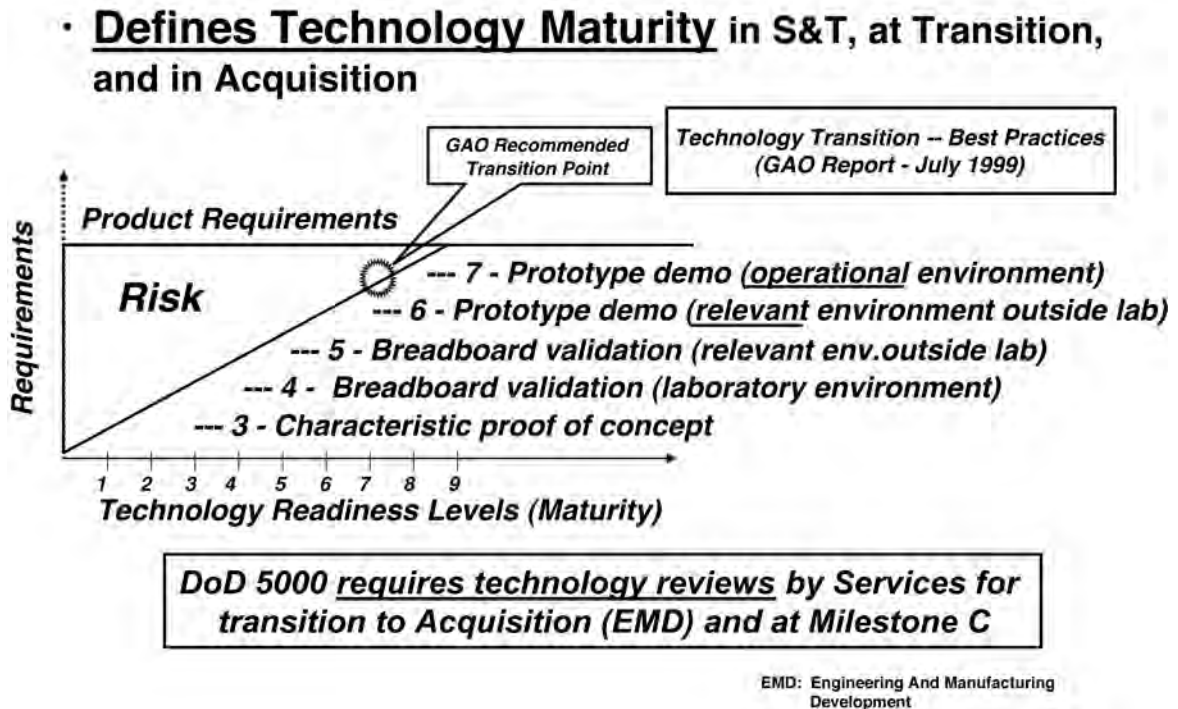 · Defines Technology Maturity in S&T, at Transition,
and in Acquisition
GAO Recommended
Transition Point
Technology Transition -- Best Practices
(GAO Report - July 1999)
Requirements
Product Requirements
Risk
--- 7 - Prototype demo (operational environment)
--- 6 - Prototype demo (relevant environment outside lab)
--- 5 - Breadboard validation (relevant env.outside lab)
--- 4 - Breadboard validation (laboratory environment)
--- 3 - Characteristic proof of concept
1 2 3 4 5 6 7 8 9
Technology Readiness Levels (Maturity)
DoD 5000 requires technology reviews by Services for
transition to Acquisition (EMD) and at Milestone C
EMD: Engineering And Manufacturing
Development